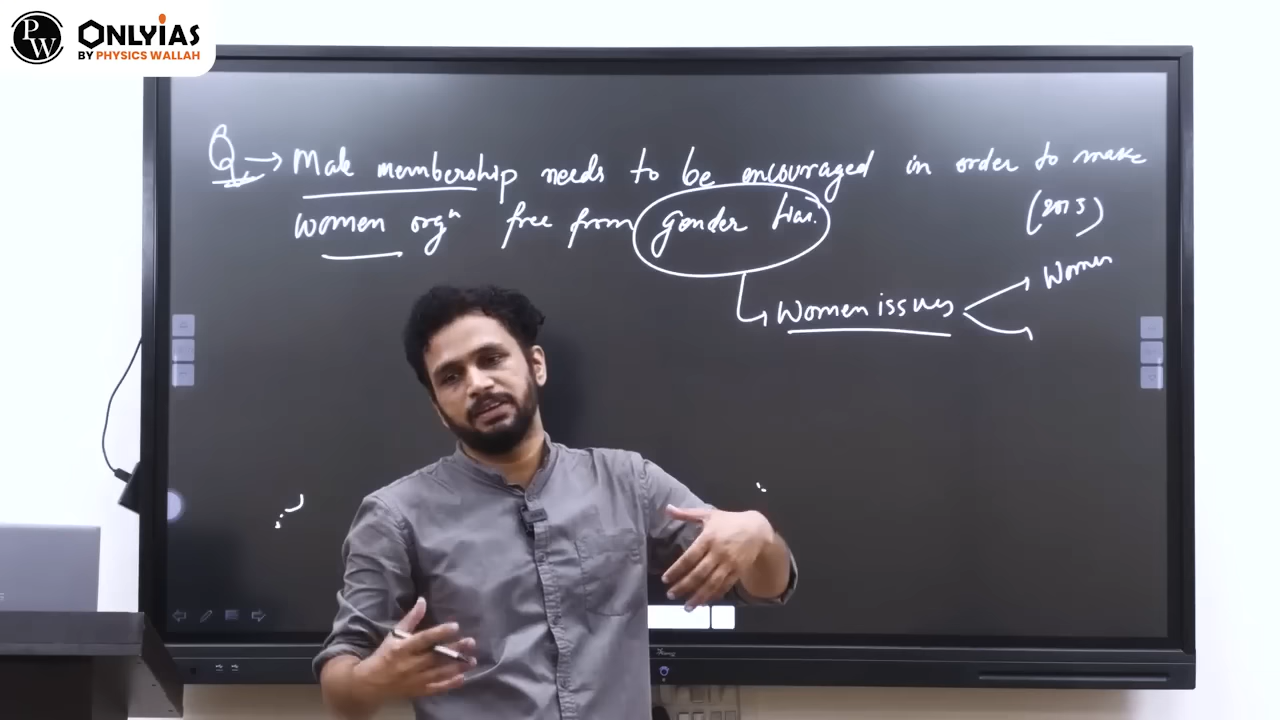 PW ONLYIAS
BY PHYSICS WALLAH
Q → Male membership needs to be encouraged in order to make
women orgⁿ free from gender bias.
(2013)
Women issues
Women